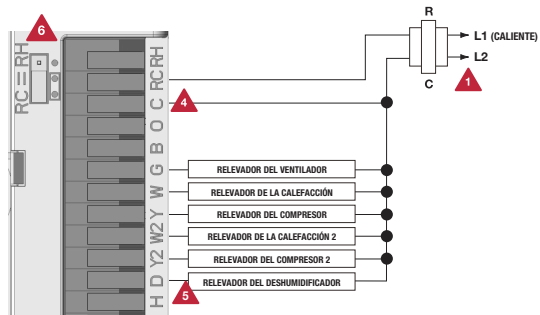 R
L1 (CALIENTE)
L2
1
C
6
RC = RH
RH
RC
C
4
O
B
G
RELEVADOR DEL VENTILADOR
W
RELEVADOR DE LA CALEFACCIÓN
Y
RELEVADOR DEL COMPRESOR
W2
RELEVADOR DE LA CALEFACCIÓN 2
Y2
RELEVADOR DEL COMPRESOR 2
D
RELEVADOR DEL DESHUMIDIFICADOR
5
H